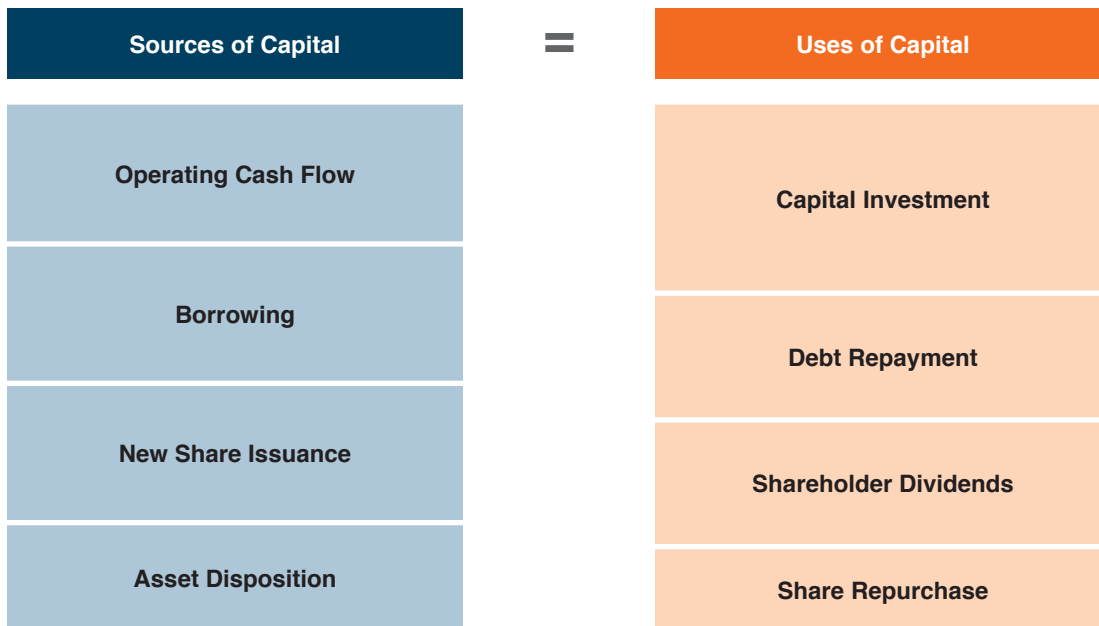 Sources of Capital
=
Uses of Capital
Operating Cash Flow
Borrowing
New Share Issuance
Asset Disposition
Capital Investment
Debt Repayment
Shareholder Dividends
Share Repurchase